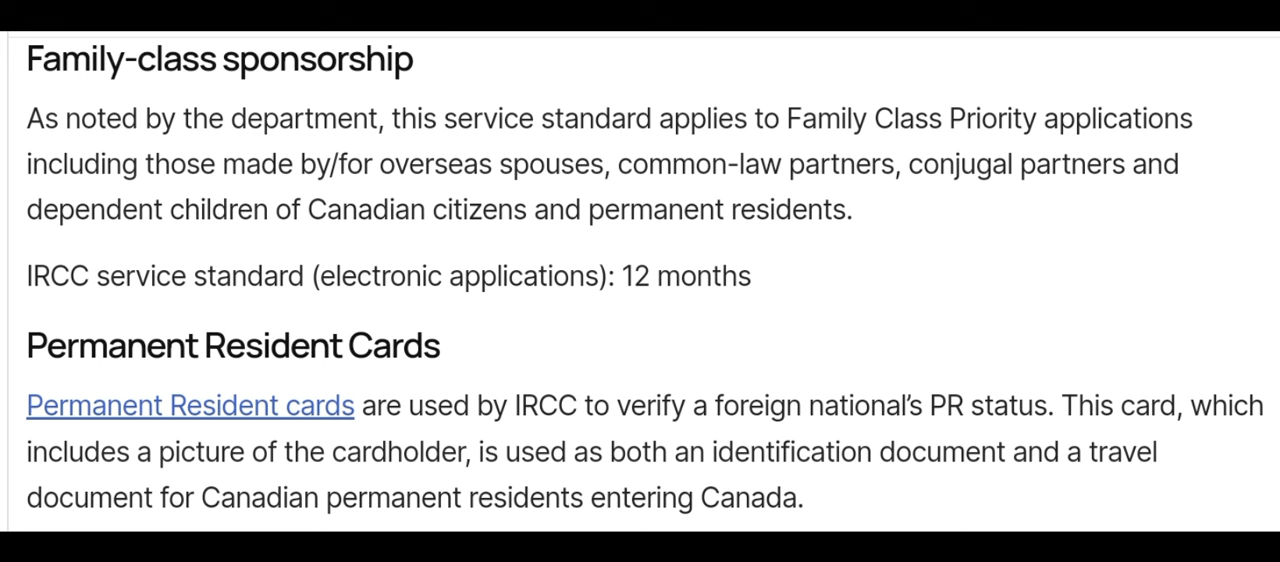 Family-class sponsorship
As noted by the department, this service standard applies to Family Class Priority applications
including those made by/for overseas spouses, common-law partners, conjugal partners and
dependent children of Canadian citizens and permanent residents.
IRCC service standard (electronic applications): 12 months
Permanent Resident Cards
Permanent Resident cards are used by IRCC to verify a foreign national’s PR status. This card, which
includes a picture of the cardholder, is used as both an identification document and a travel
document for Canadian permanent residents entering Canada.